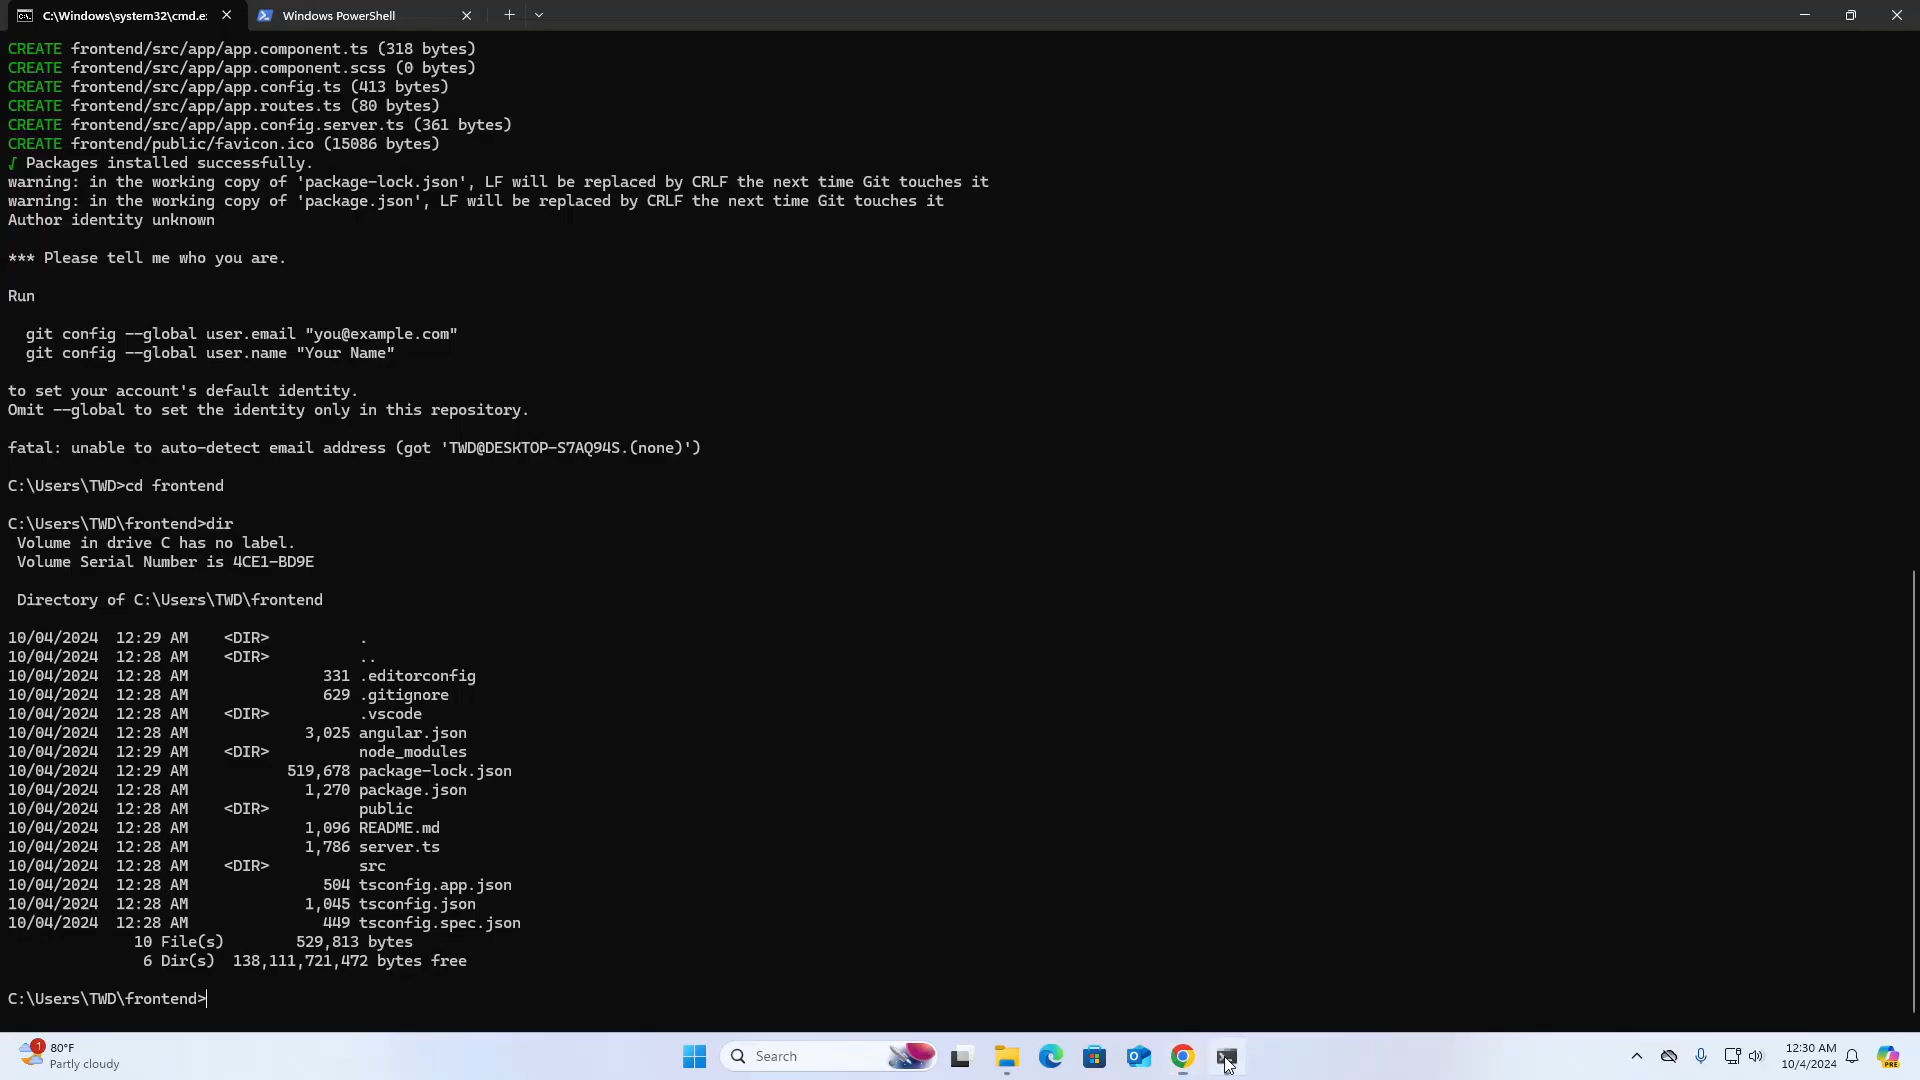 C:\Windows\system32\cmd.e:
Windows PowerShell
CREATE frontend/src/app/app.component.ts (318 bytes)
CREATE frontend/src/app/app.component.scss (0 bytes)
CREATE frontend/src/app/app.config.ts (413 bytes)
CREATE frontend/src/app/app.routes.ts (80 bytes)
CREATE frontend/src/app/app.config.server.ts (361 bytes)
CREATE frontend/public/favicon.ico (15086 bytes)
√ Packages installed successfully.
warning: in the working copy of 'package-lock.json', LF will be replaced by CRLF the next time Git touches it
warning: in the working copy of 'package.json', LF will be replaced by CRLF the next time Git touches it
Author identity unknown
*** Please tell me who you are.
Run
git config --global user.email "you@example.com"
git config --global user.name "Your Name"
to set your account's default identity.
Omit --global to set the identity only in this repository.
fatal: unable to auto-detect email address (got 'TWD@DESKTOP-S7AQ94S.(none)')
C:\Users\TWD>cd frontend
C:\Users\TWD\frontend>dir
Volume in drive C has no label.
Volume Serial Number is 4CE1-BD9E
Directory of C:\Users\TWD\frontend
10/04/2024  12:29 AM    <DIR>          .
10/04/2024  12:28 AM    <DIR>          ..
10/04/2024  12:28 AM               331 .editorconfig
10/04/2024  12:28 AM               629 .gitignore
10/04/2024  12:28 AM    <DIR>          .vscode
10/04/2024  12:28 AM             3,025 angular.json
10/04/2024  12:29 AM    <DIR>          node_modules
10/04/2024  12:29 AM           519,678 package-lock.json
10/04/2024  12:28 AM             1,270 package.json
10/04/2024  12:28 AM    <DIR>          public
10/04/2024  12:28 AM             1,096 README.md
10/04/2024  12:28 AM             1,786 server.ts
10/04/2024  12:28 AM    <DIR>          src
10/04/2024  12:28 AM               504 tsconfig.app.json
10/04/2024  12:28 AM             1,045 tsconfig.json
10/04/2024  12:28 AM               449 tsconfig.spec.json
10 File(s)        529,813 bytes
6 Dir(s)  138,111,721,472 bytes free
C:\Users\TWD\frontend>
1
80°F
Partly cloudy
Search
12:30 AM
10/4/2024
PRE